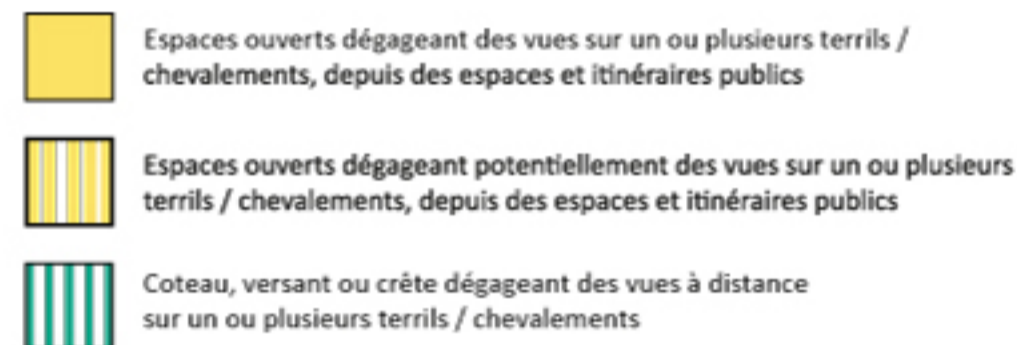 Espaces ouverts dégageant des vues sur un ou plusieurs terrils /
chevalements, depuis des espaces et itinéraires publics
Espaces ouverts dégageant potentiellement des vues sur un ou plusieurs
terrils / chevalements, depuis des espaces et itinéraires publics
Coteau, versant ou crête dégageant des vues à distance
sur un ou plusieurs terrils / chevalements